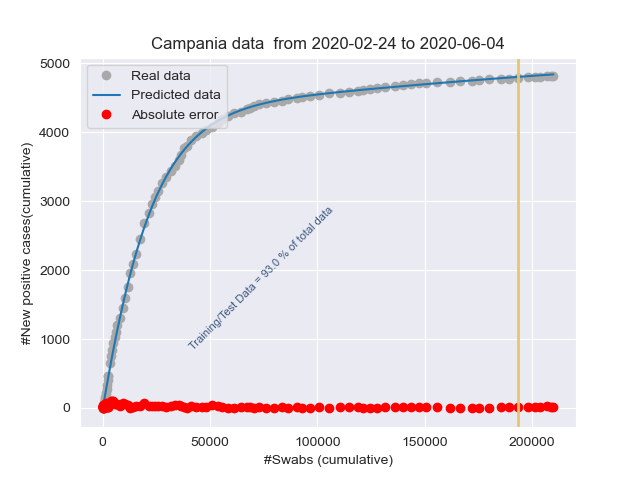 Campania data  from 2020-02-24 to 2020-06-04
Real data
Predicted data
Absolute error
#New positive cases(cumulative)
5000
4000
3000
2000
1000
0
Training/Test Data = 93.0 % of total data
0
50000
100000
150000
200000
#Swabs (cumulative)